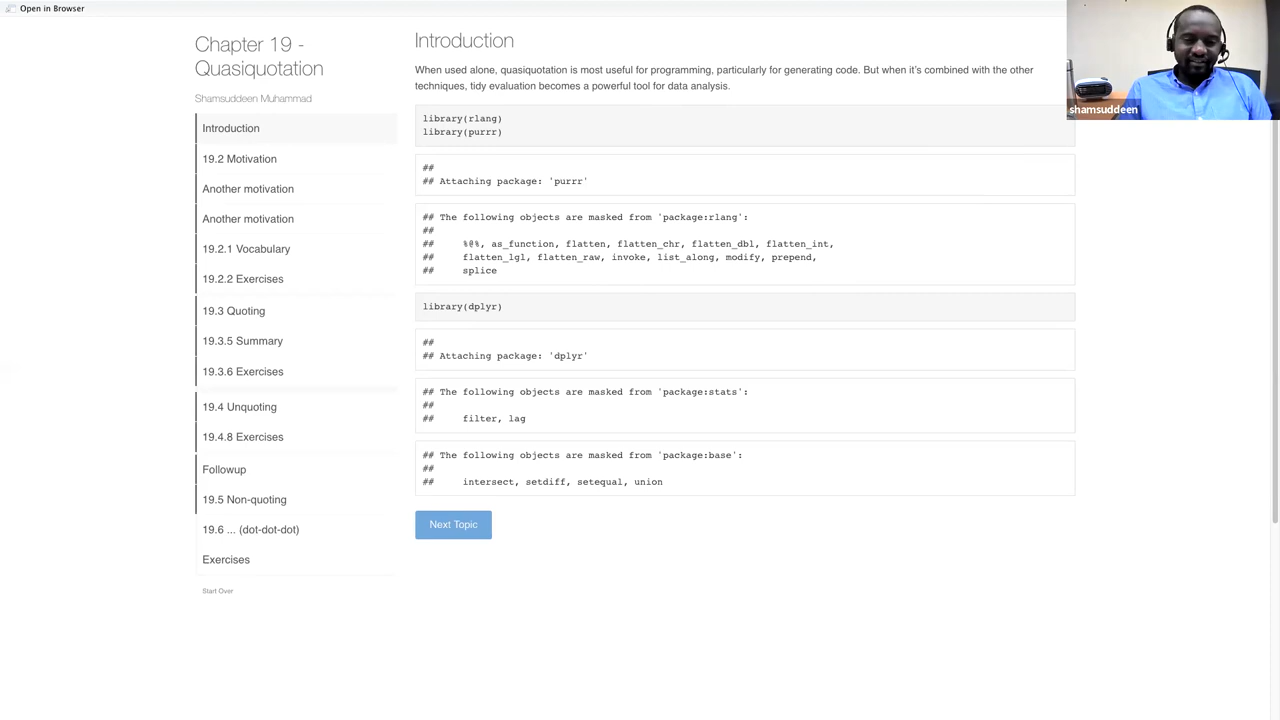 Open in Browser
Chapter 19 -
Quasiquotation
Shamsuddeen Muhammad
Introduction
19.2 Motivation
Another motivation
Another motivation
19.2.1 Vocabulary
19.2.2 Exercises
19.3 Quoting
19.3.5 Summary
19.3.6 Exercises
19.4 Unquoting
19.4.8 Exercises
Followup
19.5 Non-quoting
19.6 ... (dot-dot-dot)
Exercises
Start Over
Introduction
When used alone, quasiquotation is most useful for programming, particularly for generating code. But when it's combined with the other
techniques, tidy evaluation becomes a powerful tool for data analysis.
library(rlang)
library(purrr)
##
## Attaching package: 'purrr'
## The following objects are masked from 'package:rlang':
##
##     %@%, as_function, flatten, flatten_chr, flatten_dbl, flatten_int,
##     flatten_lgl, flatten_raw, invoke, list_along, modify, prepend,
##     splice
library(dplyr)
##
## Attaching package: 'dplyr'
## The following objects are masked from 'package:stats':
##
##     filter, lag
## The following objects are masked from 'package:base':
##
##     intersect, setdiff, setequal, union
Next Topic
shamsuddeen